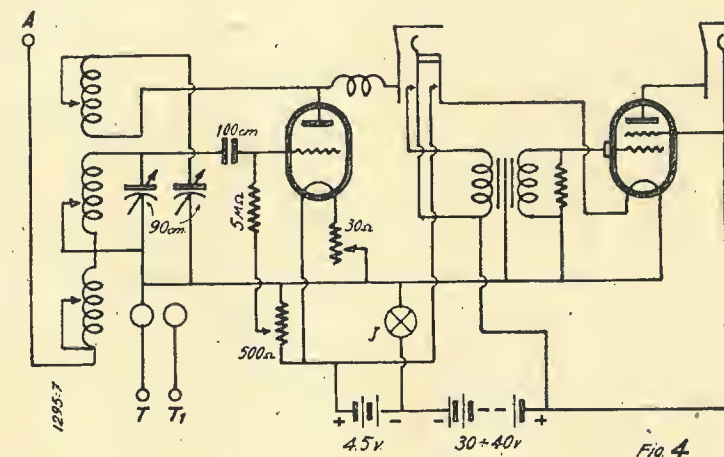 A
100cm
5MΩ
30Ω
90cm.
500Ω
J
1295-7
T T1
+ - - +
4.5v. 30÷40v
Fig. 4